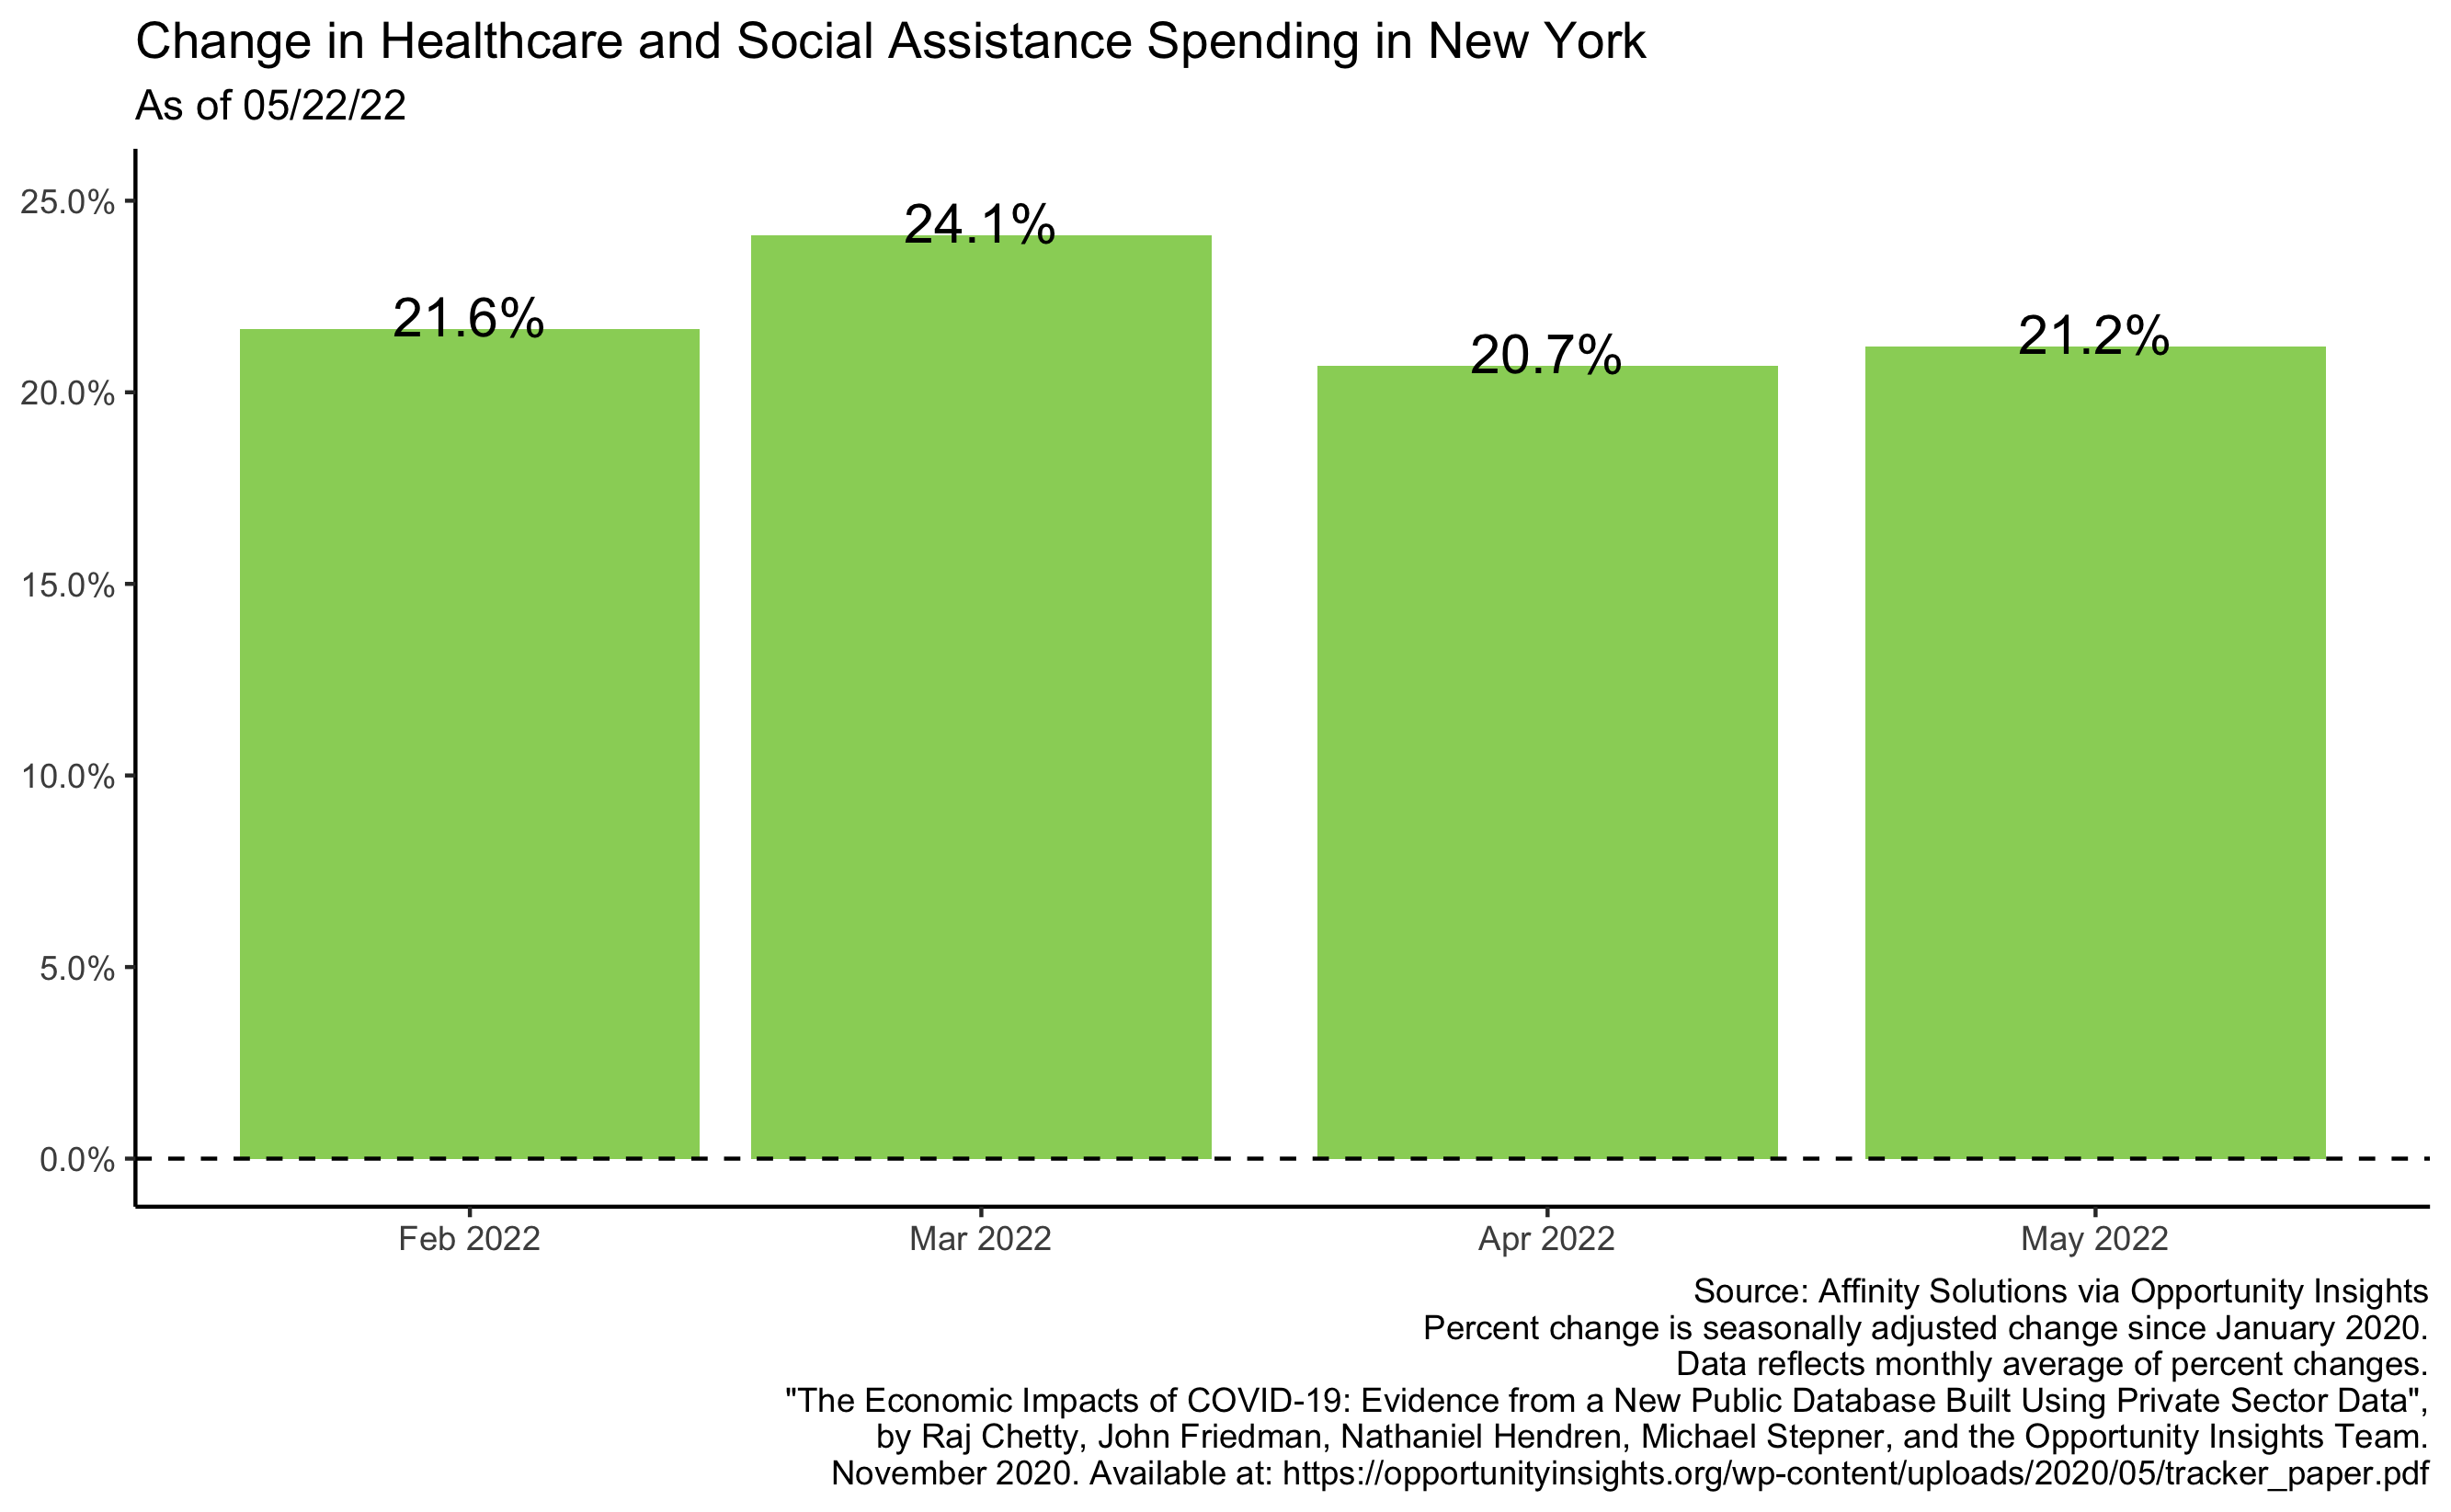 Change in Healthcare and Social Assistance Spending in New York
As of 05/22/22
25.0%
20.0%
15.0%
10.0%
5.0%
0.0%
21.6%
24.1%
20.7%
21.2%
Feb 2022
Mar 2022
Apr 2022
May 2022
Source: Affinity Solutions via Opportunity Insights
Percent change is seasonally adjusted change since January 2020.
Data reflects monthly average of percent changes.
"The Economic Impacts of COVID-19: Evidence from a New Public Database Built Using Private Sector Data",
by Raj Chetty, John Friedman, Nathaniel Hendren, Michael Stepner, and the Opportunity Insights Team.
November 2020. Available at: https://opportunityinsights.org/wp-content/uploads/2020/05/tracker_paper.pdf